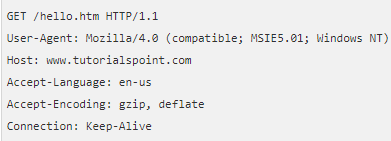 GET /hello.htm HTTP/1.1
User-Agent: Mozilla/4.0 (compatible; MSIE5.01; Windows NT)
Host: www.tutorialspoint.com
Accept-Language: en-us
Accept-Encoding: gzip, deflate
Connection: Keep-Alive